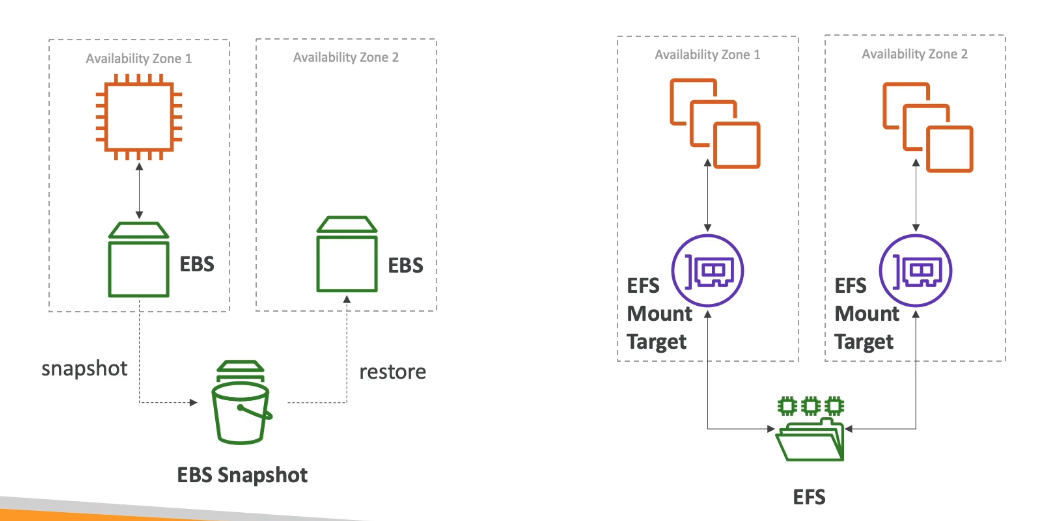 Availability Zone 1
Availability Zone 2
EBS
EBS
snapshot
restore
EBS Snapshot
Availability Zone 1
Availability Zone 2
EFS
Mount
Target
EFS
Mount
Target
EFS